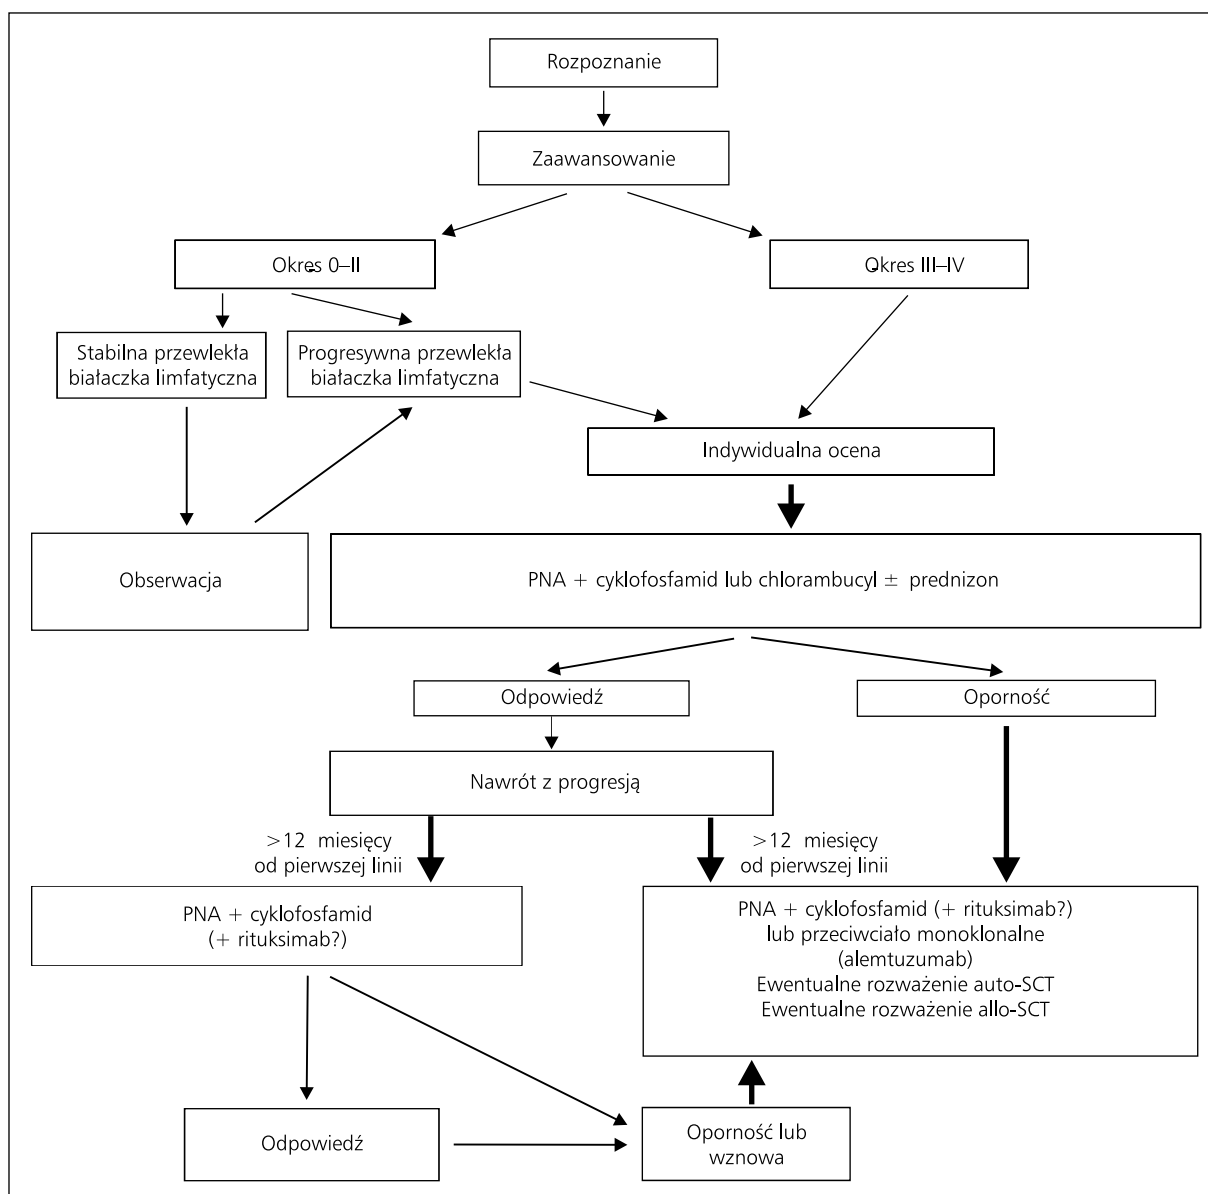 Rozpoznanie
Zaawansowanie
Okres 0–II
Okres III–IV
Stabilna przewlekła
białaczka limfatyczna
Progresywna przewlekła
białaczka limfatyczna
Indywidualna ocena
Obserwacja
PNA + cyklofosfamid lub chlorambucyl ± prednizon
Odpowiedź
Oporność
Nawrót z progresją
>12 miesięcy
od pierwszej linii
>12 miesięcy
od pierwszej linii
PNA + cyklofosfamid
(+ rituksimab?)
PNA + cyklofosfamid (+ rituksimab?)
lub przeciwciało monoklonalne
(alemtuzumab)
Ewentualne rozważenie auto-SCT
Ewentualne rozważenie allo-SCT
Odpowiedź
Oporność lub
wznowa